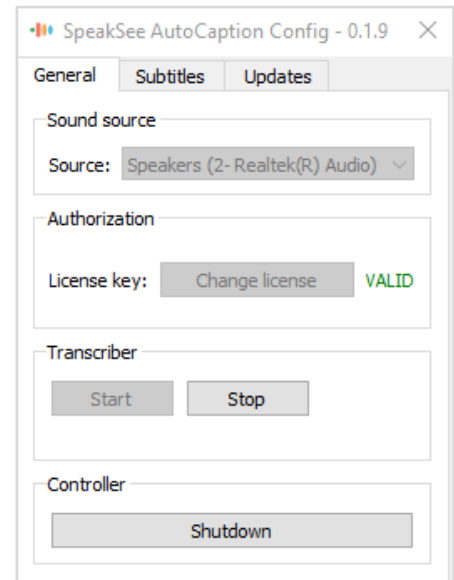 SpeakSee AutoCaption Config - 0.1.9
General Subtitles Updates
Sound source
Source: Speakers (2- Realtek(R) Audio)
Authorization
License key: Change license VALID
Transcriber
Start Stop
Controller
Shutdown